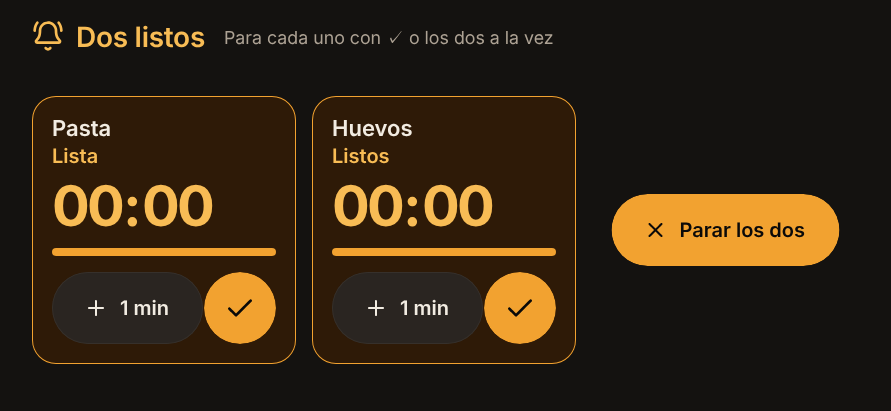 Dos listos
Para cada uno con ✓ o los dos a la vez
Pasta
Lista
00:00
+ 1 min
Huevos
Listos
00:00
+ 1 min
Parar los dos